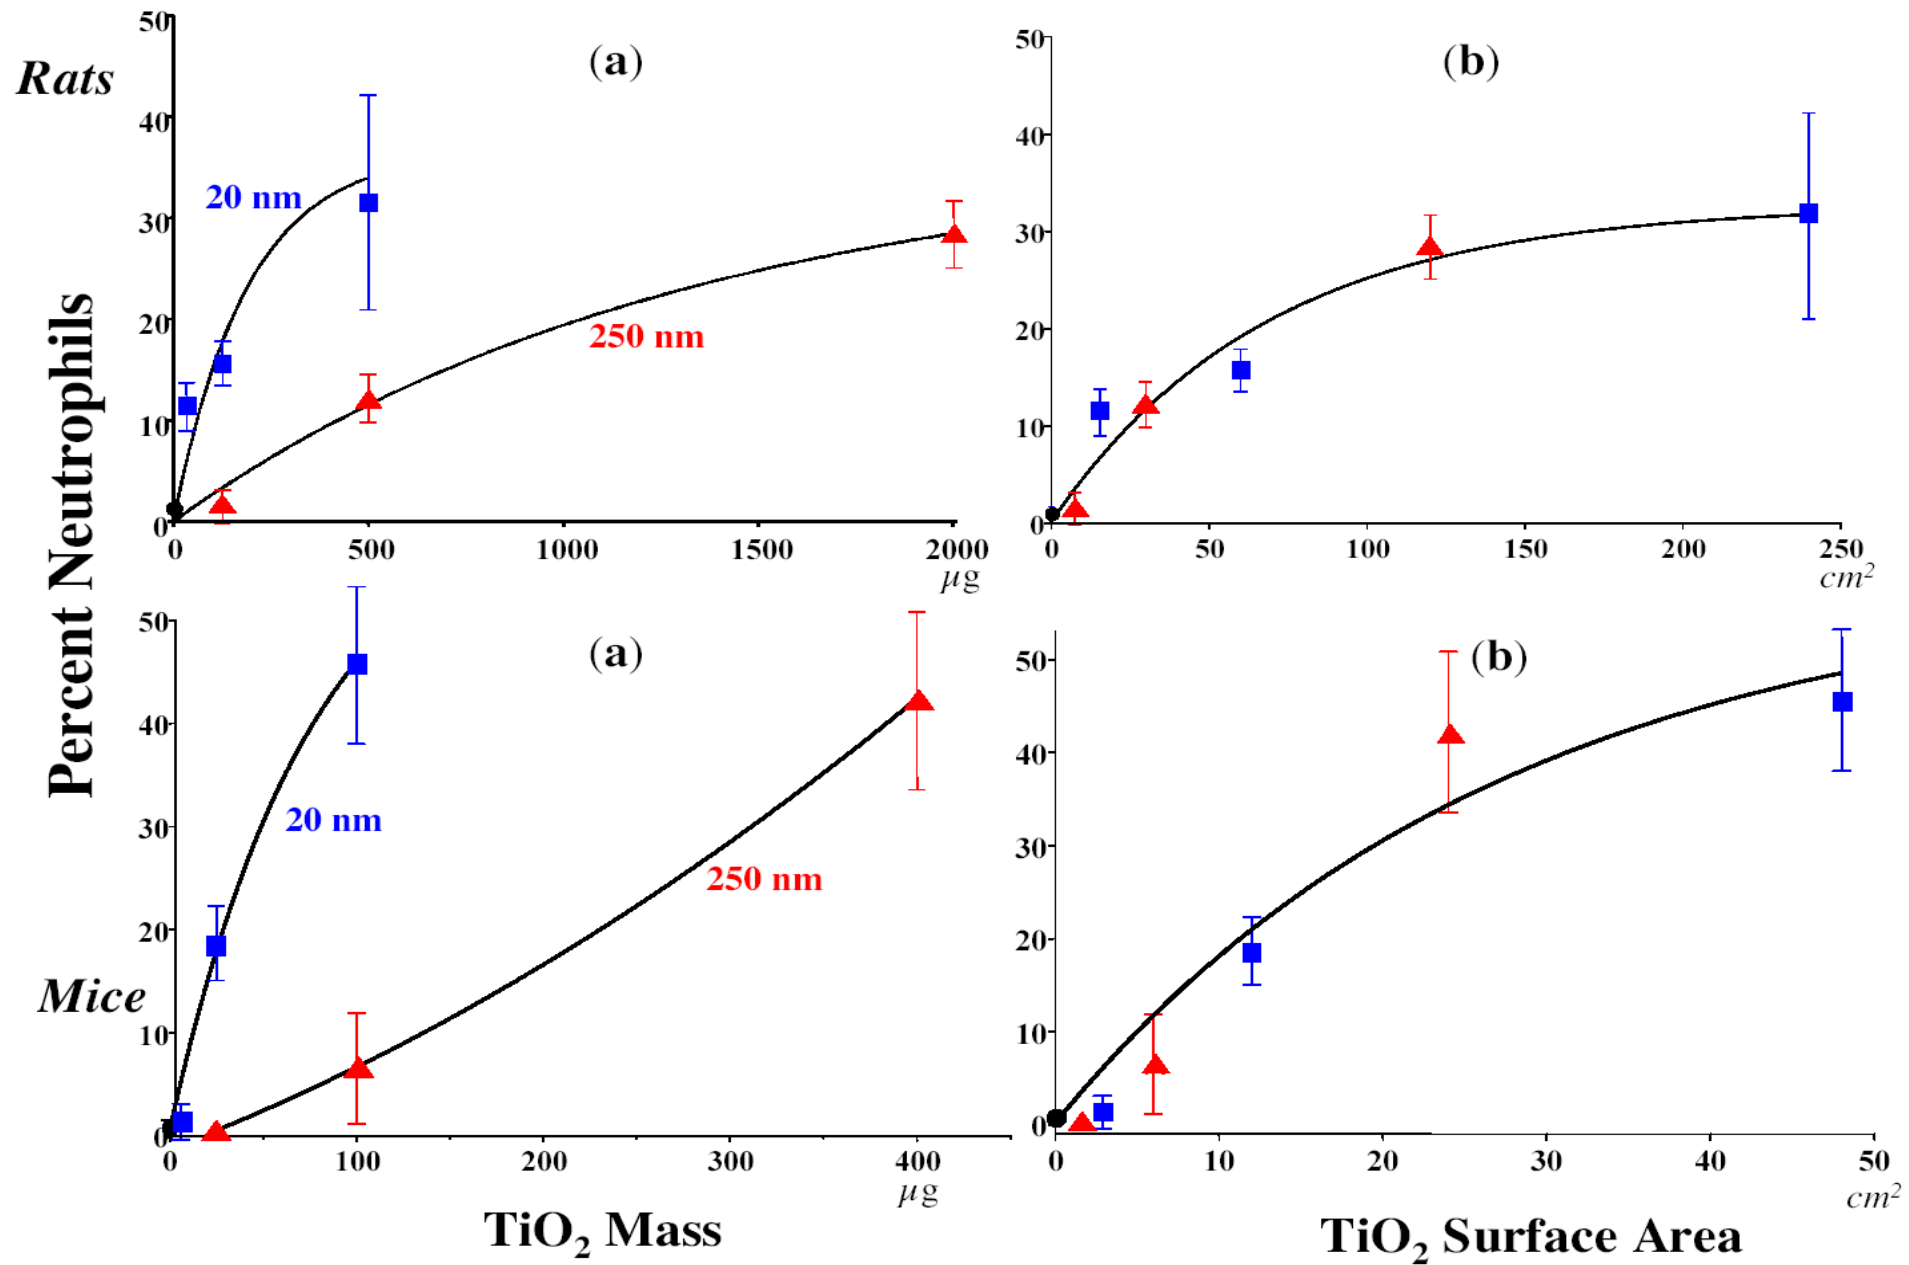 Rats
Percent Neutrophils
(a)
50
40
30
20
10
0
20 nm
250 nm
0 500 1000 1500 2000
µg
(b)
50
40
30
20
10
0
0 50 100 150 200 250
cm²
Mice
(a)
50
40
30
20
10
0
20 nm
250 nm
0 100 200 300 400
µg
TiO₂ Mass
(b)
50
40
30
20
10
0
0 10 20 30 40 50
cm²
TiO₂ Surface Area